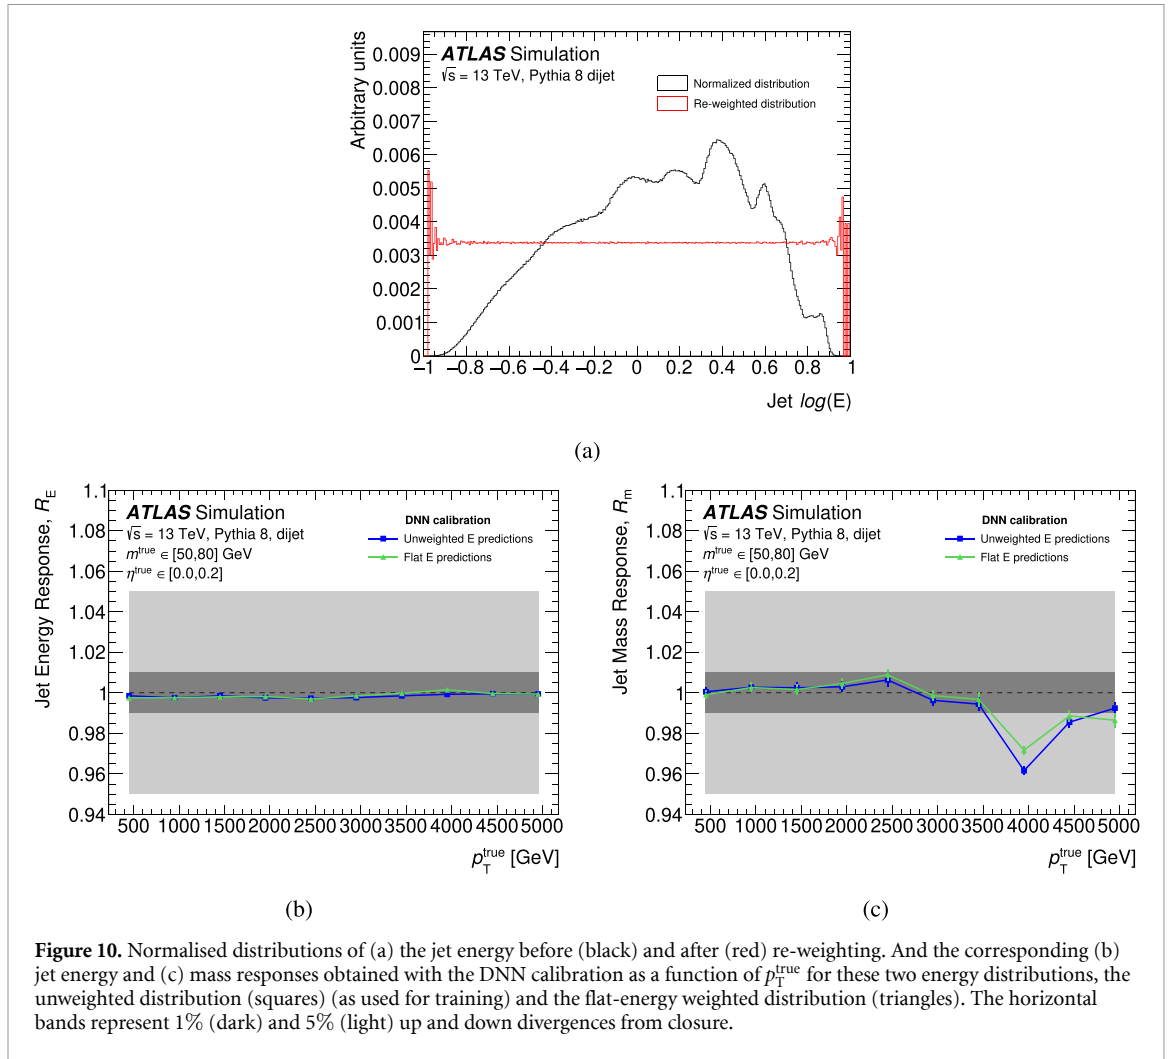 ATLAS Simulation
√s = 13 TeV, Pythia 8 dijet
Normalized distribution
Re-weighted distribution
Arbitrary units
0.009
0.008
0.007
0.006
0.005
0.004
0.003
0.002
0.001
0
−1 −0.8 −0.6 −0.4 −0.2 0 0.2 0.4 0.6 0.8 1
Jet log(E)
(a)
ATLAS Simulation
√s = 13 TeV, Pythia 8, dijet
m^true ∈ [50,80] GeV
η^true ∈ [0.0,0.2]
DNN calibration
Unweighted E predictions
Flat E predictions
Jet Energy Response, R_E
1.1
1.08
1.06
1.04
1.02
1
0.98
0.96
0.94
500 1000 1500 2000 2500 3000 3500 4000 4500 5000
p_T^true [GeV]
(b)
ATLAS Simulation
√s = 13 TeV, Pythia 8, dijet
m^true ∈ [50,80] GeV
η^true ∈ [0.0,0.2]
DNN calibration
Unweighted E predictions
Flat E predictions
Jet Mass Response, R_m
1.1
1.08
1.06
1.04
1.02
1
0.98
0.96
0.94
500 1000 1500 2000 2500 3000 3500 4000 4500 5000
p_T^true [GeV]
(c)
Figure 10. Normalised distributions of (a) the jet energy before (black) and after (red) re-weighting. And the corresponding (b)
jet energy and (c) mass responses obtained with the DNN calibration as a function of p_T^true for these two energy distributions, the
unweighted distribution (squares) (as used for training) and the flat-energy weighted distribution (triangles). The horizontal
bands represent 1% (dark) and 5% (light) up and down divergences from closure.